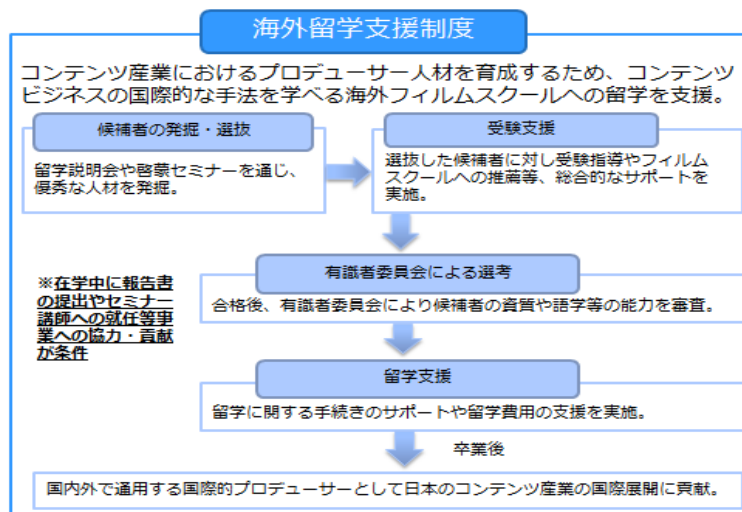 海外留学支援制度
コンテンツ産業におけるプロデューサー人材を育成するため、コンテンツ
ビジネスの国際的な手法を学べる海外フィルムスクールへの留学を支援。
候補者の発掘・選抜
留学説明会や啓蒙セミナーを通じ、
優秀な人材を発掘。
受験支援
選抜した候補者に対し受験指導やフィルム
スクールへの推薦等、総合的なサポートを
実施。
有識者委員会による選考
合格後、有識者委員会により候補者の資質や語学等の能力を審査。
※在学中に報告書
の提出やセミナー
講師への就任等事
業への協力・貢献
が条件
留学支援
留学に関する手続きのサポートや留学費用の支援を実施。
卒業後
国内外で通用する国際的プロデューサーとして日本のコンテンツ産業の国際展開に貢献。